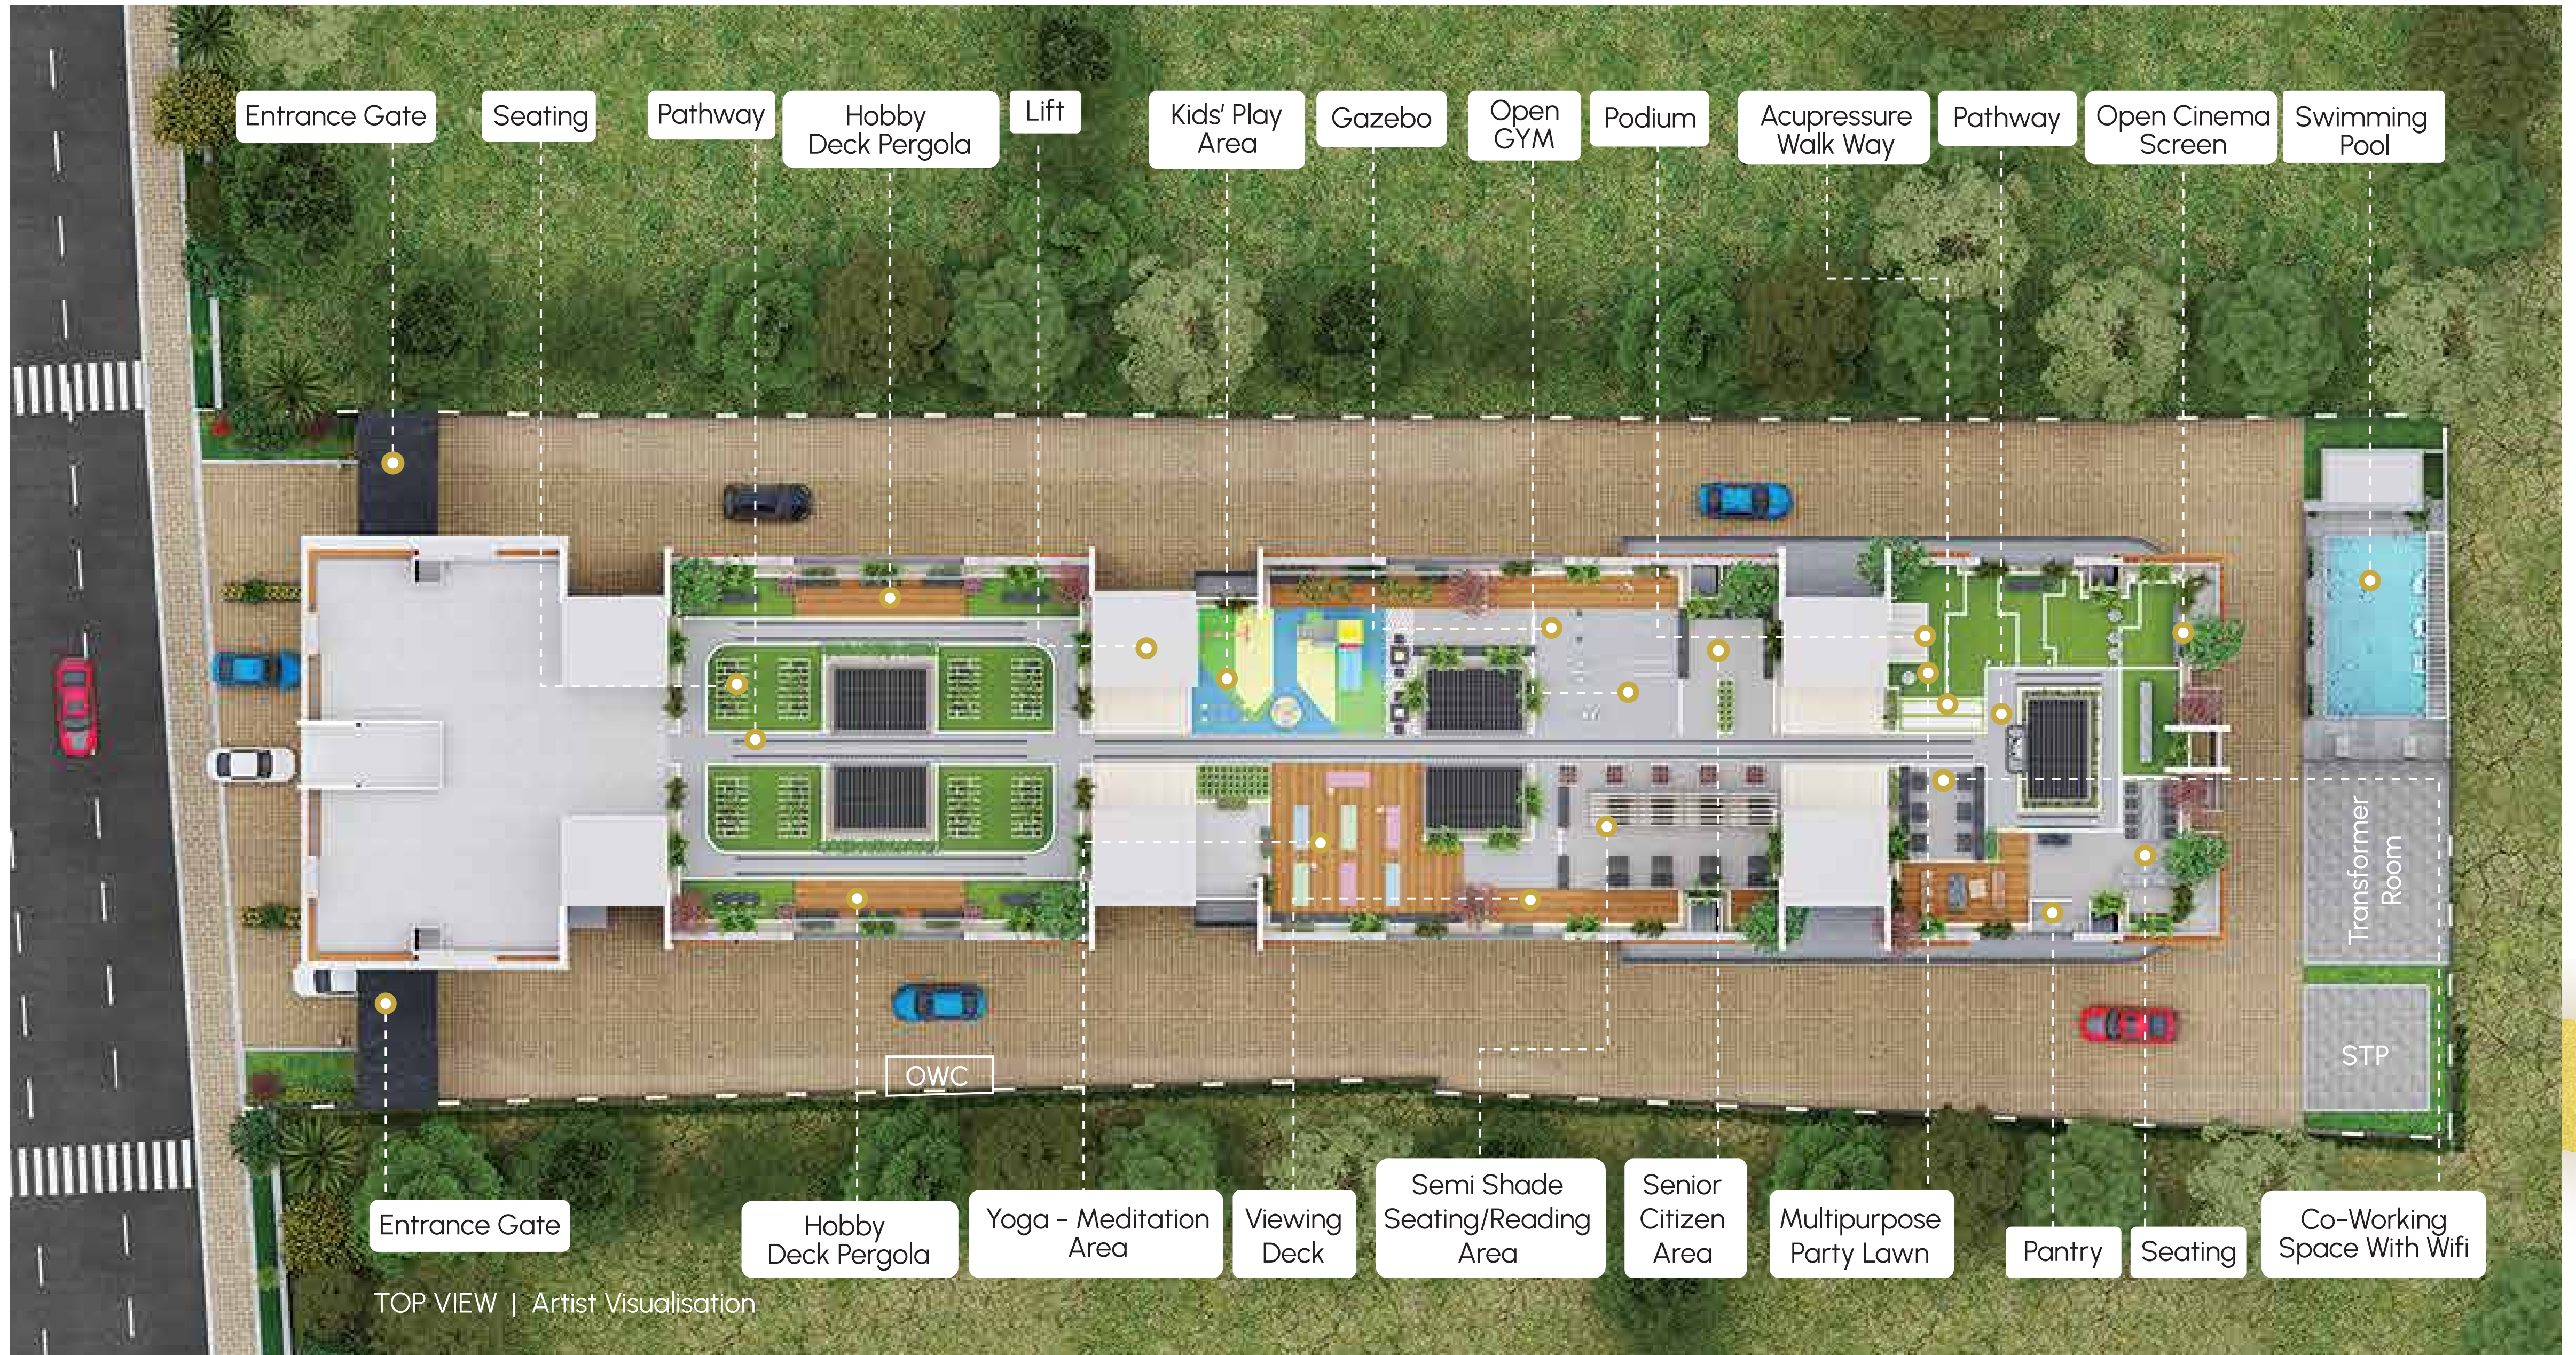 Entrance Gate
Seating
Pathway
Hobby
Deck Pergola
Lift
Kids' Play
Area
Gazebo
Open
GYM
Podium
Acupressure
Walk Way
Pathway
Open Cinema
Screen
Swimming
Pool
Transformer
Room
STP
OWC
Entrance Gate
Hobby
Deck Pergola
Yoga - Meditation
Area
Viewing
Deck
Semi Shade
Seating/Reading
Area
Senior
Citizen
Area
Multipurpose
Party Lawn
Pantry
Seating
Co-Working
Space With Wifi
TOP VIEW | Artist Visualisation